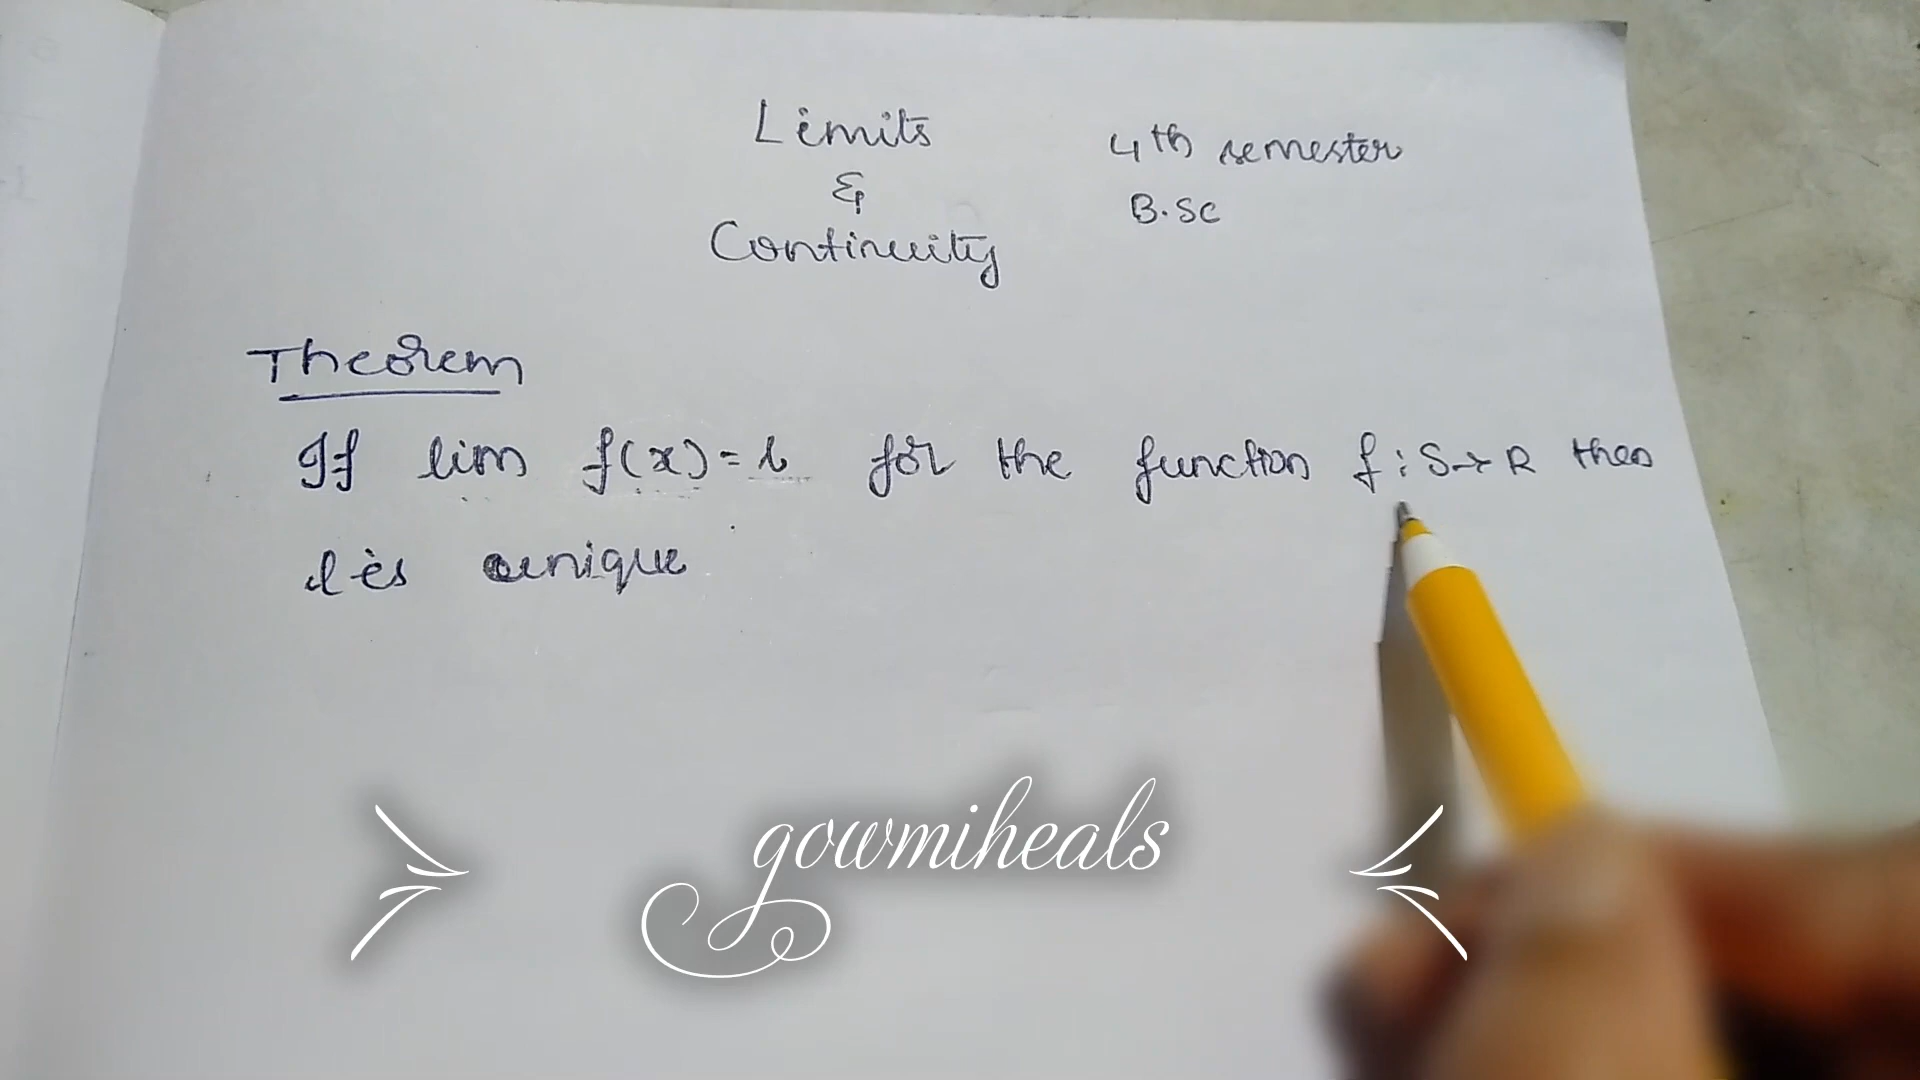 Limits
&
Continuity
4th semester
B.Sc
Theorem
If lim f(x) = l for the function f : S → R then
l is unique
gowmiheals